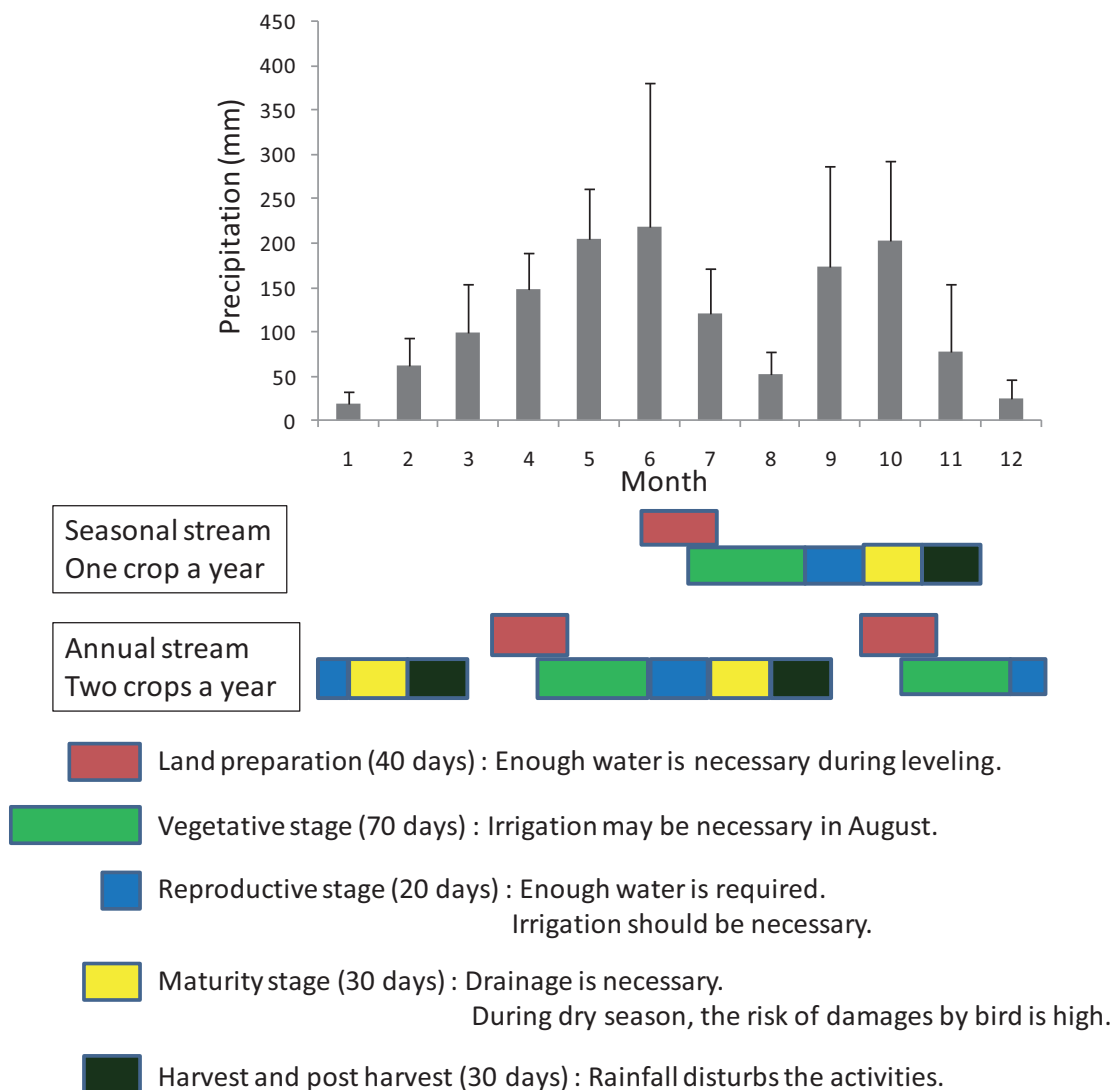 450
400
350
300
250
200
150
100
50
0
Precipitation (mm)
1 2 3 4 5 6 7 8 9 10 11 12
Month
Seasonal stream
One crop a year
Annual stream
Two crops a year
Land preparation (40 days) : Enough water is necessary during leveling.
Vegetative stage (70 days) : Irrigation may be necessary in August.
Reproductive stage (20 days) : Enough water is required.
Irrigation should be necessary.
Maturity stage (30 days) : Drainage is necessary.
During dry season, the risk of damages by bird is high.
Harvest and post harvest (30 days) : Rainfall disturbs the activities.